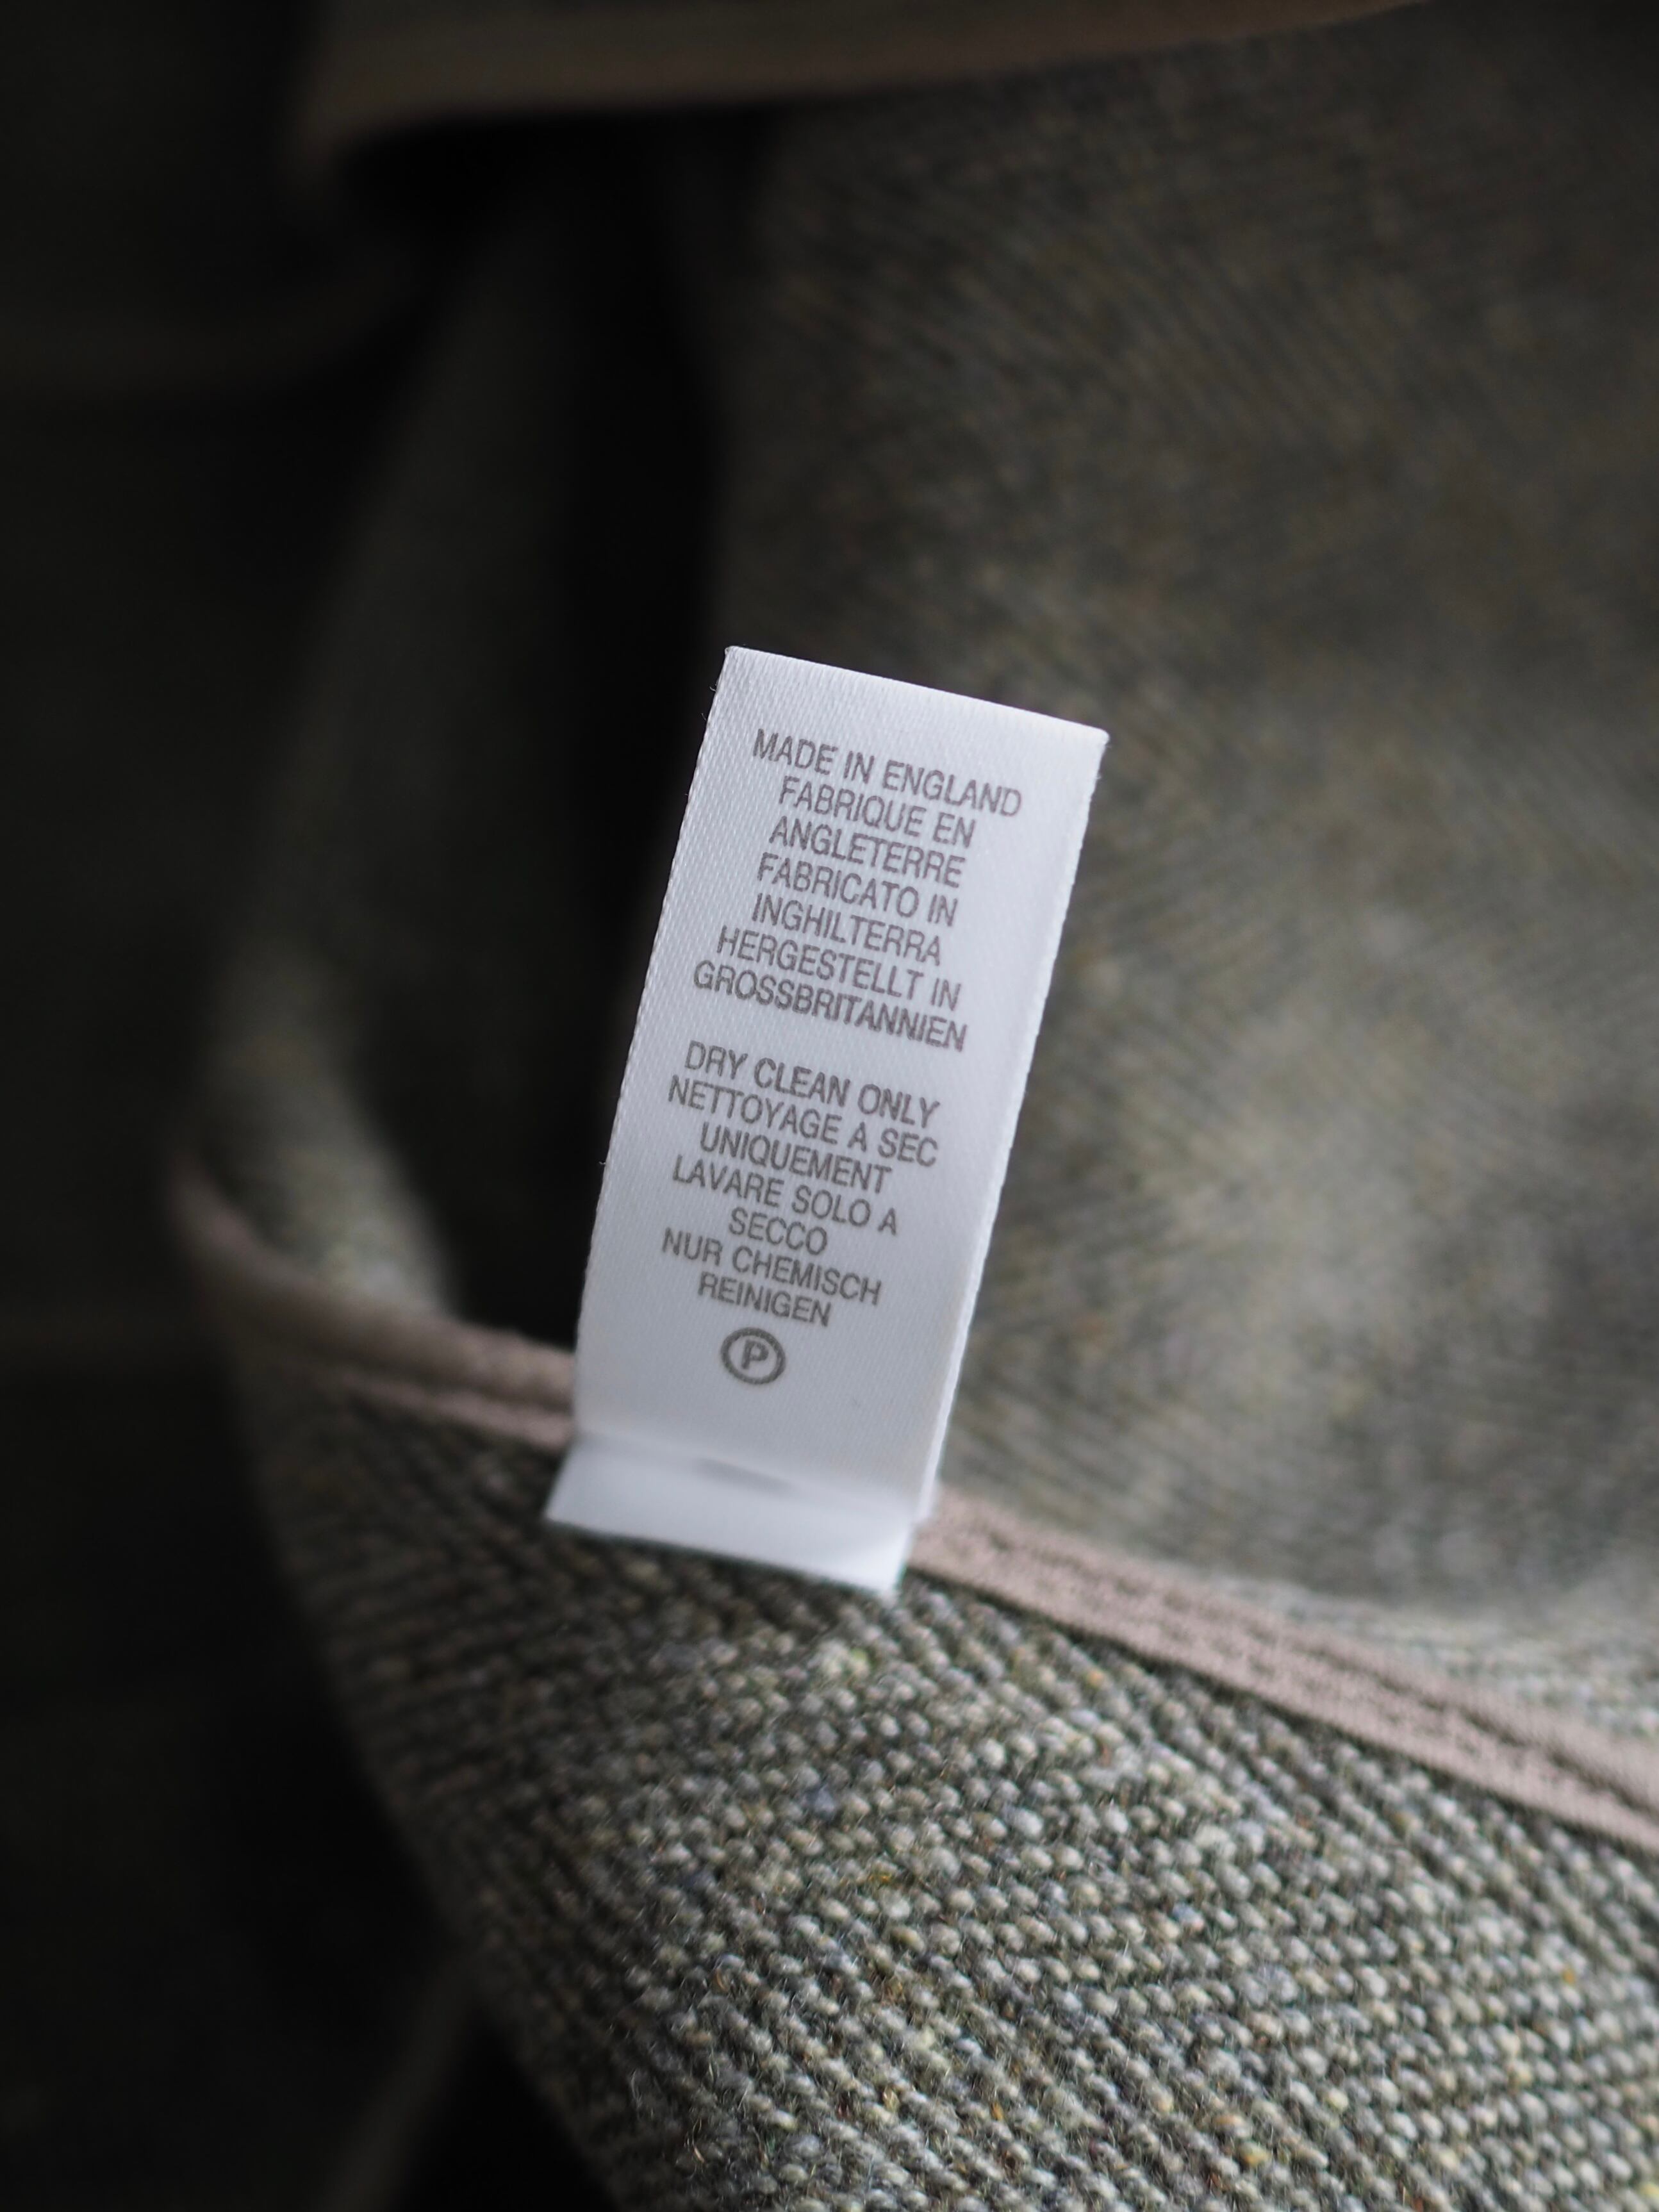 MADE IN ENGLAND
FABRIQUE EN
ANGLETERRE
FABRICATO IN
INGHILTERRA
HERGESTELLT IN
GROSSBRITANNIEN
DRY CLEAN ONLY
NETTOYAGE A SEC
UNIQUEMENT
LAVARE SOLO A
SECCO
NUR CHEMISCH
REINIGEN
P